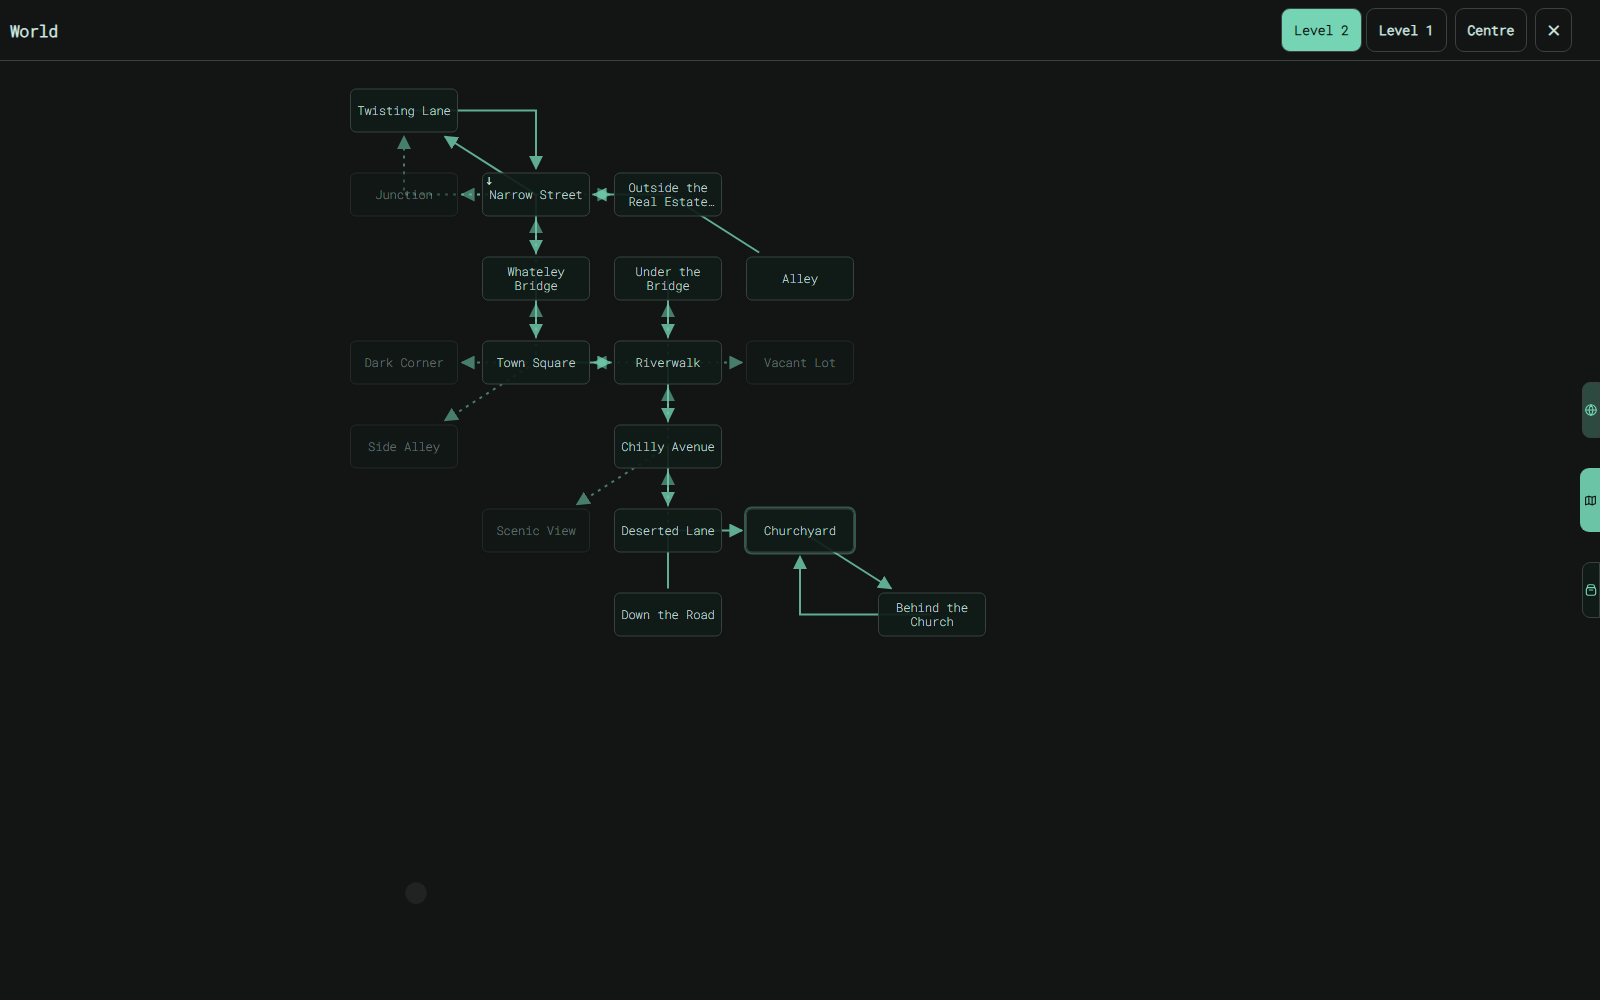 World
Level 2
Level 1
Centre
Twisting Lane
Junction
↓
Narrow Street
Outside the
Real Estate…
Whateley
Bridge
Under the
Bridge
Alley
Dark Corner
Town Square
Riverwalk
Vacant Lot
Side Alley
Chilly Avenue
Scenic View
Deserted Lane
Churchyard
Down the Road
Behind the
Church